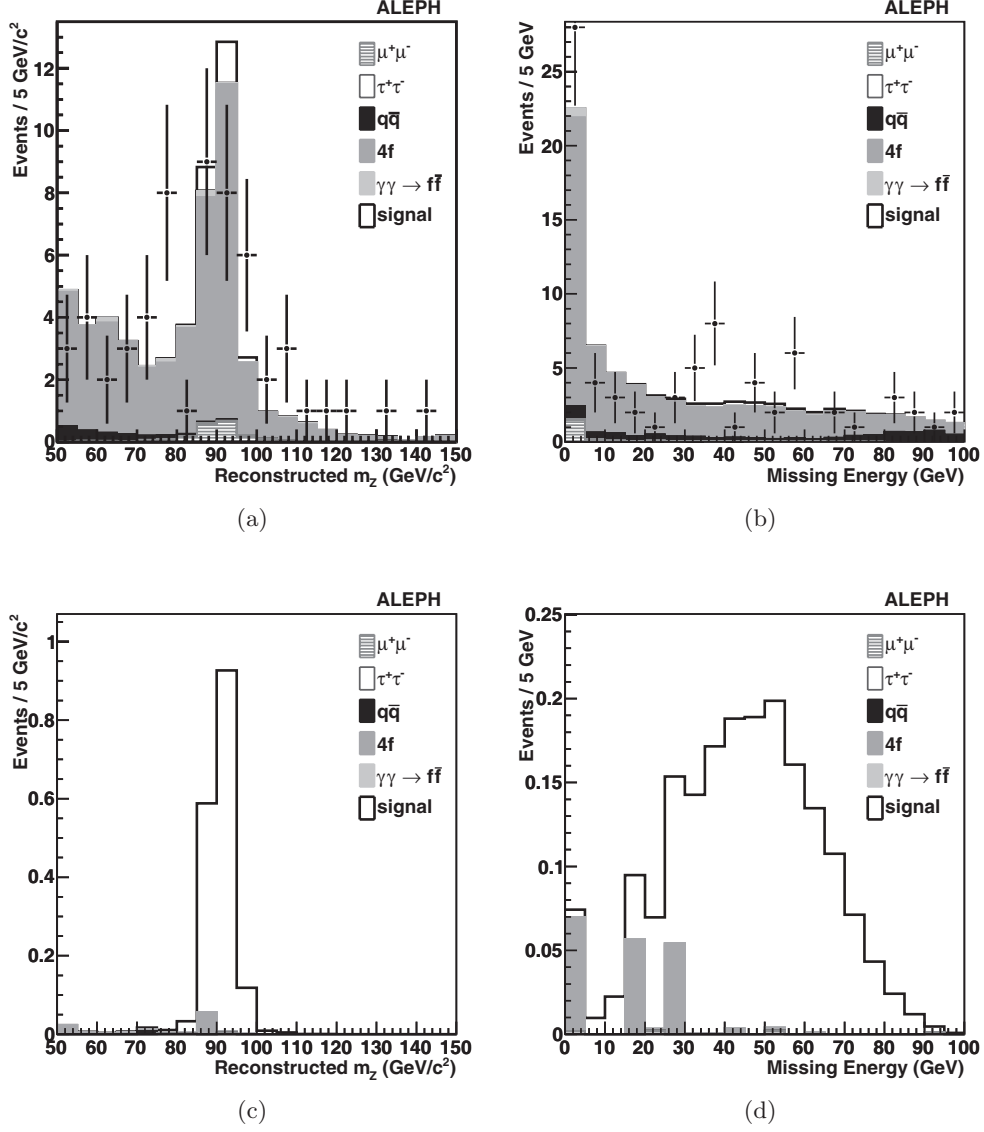 ALEPH
Events / 5 GeV/c²
12
10
8
6
4
2
0
μ⁺μ⁻
τ⁺τ⁻
qq̅
4f
γγ → ff̅
signal
50 60 70 80 90 100 110 120 130 140 150
Reconstructed m_Z (GeV/c²)
(a)
ALEPH
Events / 5 GeV
25
20
15
10
5
0
μ⁺μ⁻
τ⁺τ⁻
qq̅
4f
γγ → ff̅
signal
0 10 20 30 40 50 60 70 80 90 100
Missing Energy (GeV)
(b)
ALEPH
Events / 5 GeV/c²
1
0.8
0.6
0.4
0.2
0
μ⁺μ⁻
τ⁺τ⁻
qq̅
4f
γγ → ff̅
signal
50 60 70 80 90 100 110 120 130 140 150
Reconstructed m_Z (GeV/c²)
(c)
ALEPH
Events / 5 GeV
0.25
0.2
0.15
0.1
0.05
0
μ⁺μ⁻
τ⁺τ⁻
qq̅
4f
γγ → ff̅
signal
0 10 20 30 40 50 60 70 80 90 100
Missing Energy (GeV)
(d)